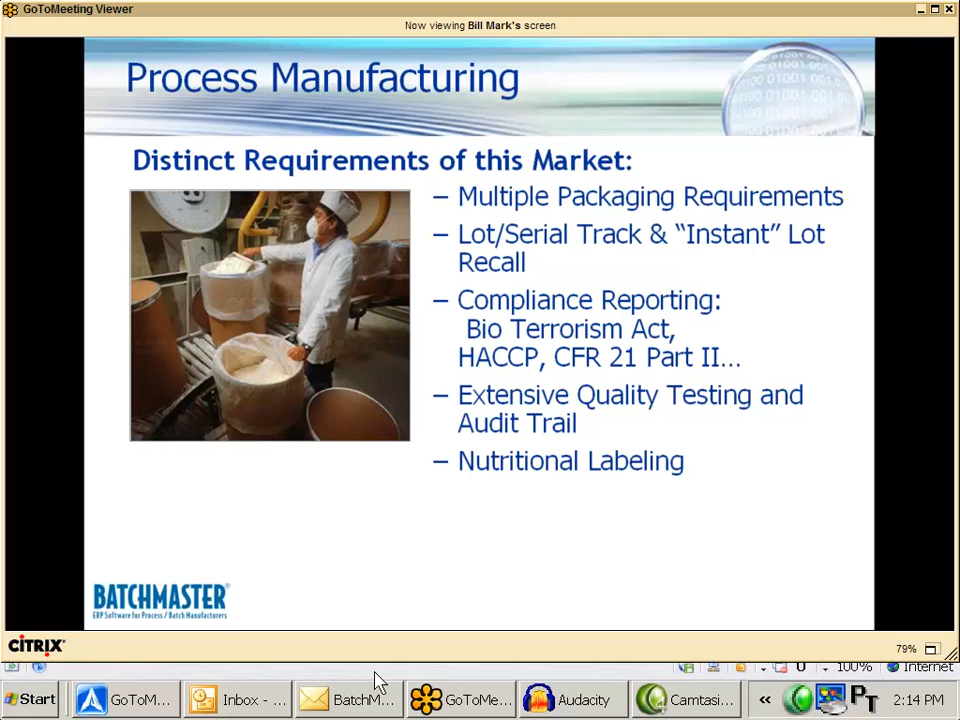 GoToMeeting Viewer
Now viewing Bill Mark's screen
Process Manufacturing
Distinct Requirements of this Market:
– Multiple Packaging Requirements
– Lot/Serial Track & “Instant” Lot
Recall
– Compliance Reporting:
Bio Terrorism Act,
HACCP, CFR 21 Part II...
– Extensive Quality Testing and
Audit Trail
– Nutritional Labeling
BATCHMASTER
ERP Software for Process / Batch Manufacturers
CiTRIX
79%
100%
Internet
Start
GoToM...
Inbox - ...
BatchM...
GoToMe...
Audacity
Camtasi...
«
PT
2:14 PM